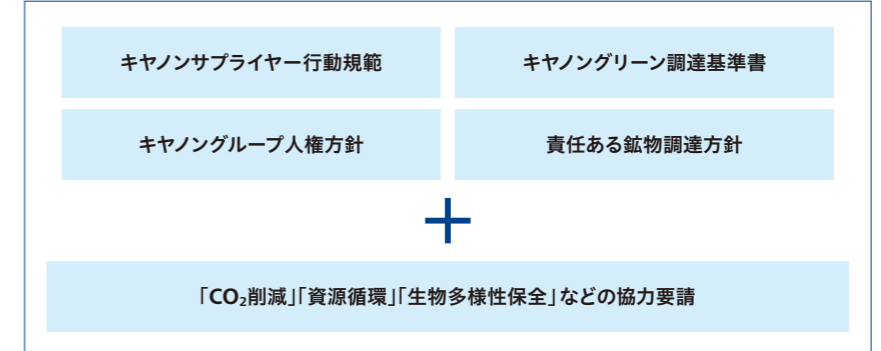 キヤノンサプライヤー行動規範
キヤノングリーン調達基準書
キヤノングループ人権方針
責任ある鉱物調達方針
+
「CO₂削減」「資源循環」「生物多様性保全」などの協力要請